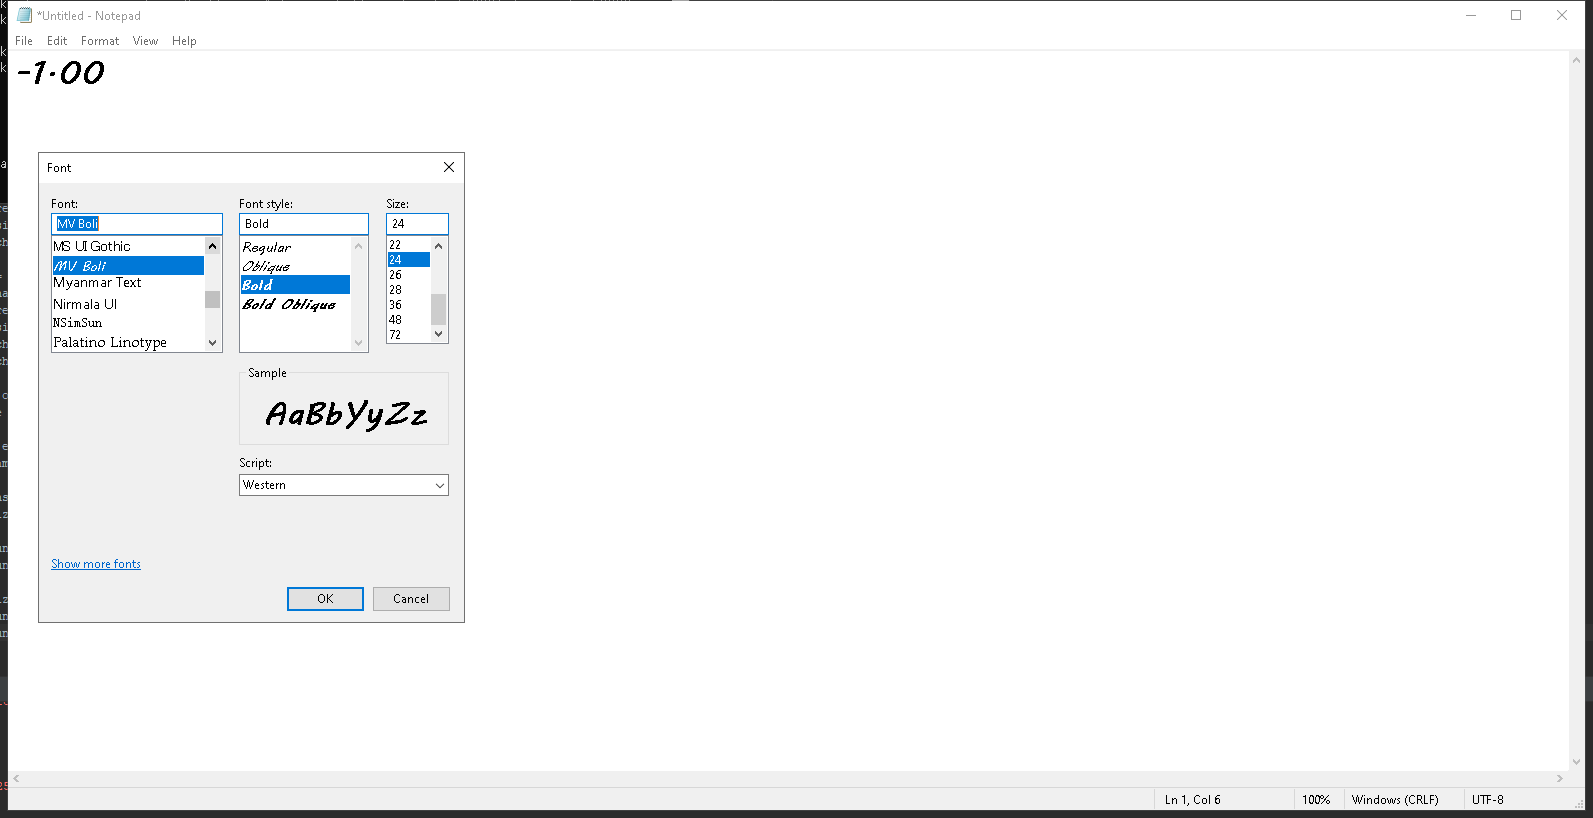 *Untitled - Notepad
File Edit Format View Help
-1.00
Font
Font: Font style: Size:
MV Boli Bold 24
MS UI Gothic Regular 22
MV Boli Oblique 24
Myanmar Text Bold 26
Nirmala UI Bold Oblique 28
NSimSun 36
Palatino Linotype 48
72
Sample
AaBbYyZz
Script:
Western
Show more fonts
OK Cancel
Ln 1, Col 6 100% Windows (CRLF) UTF-8